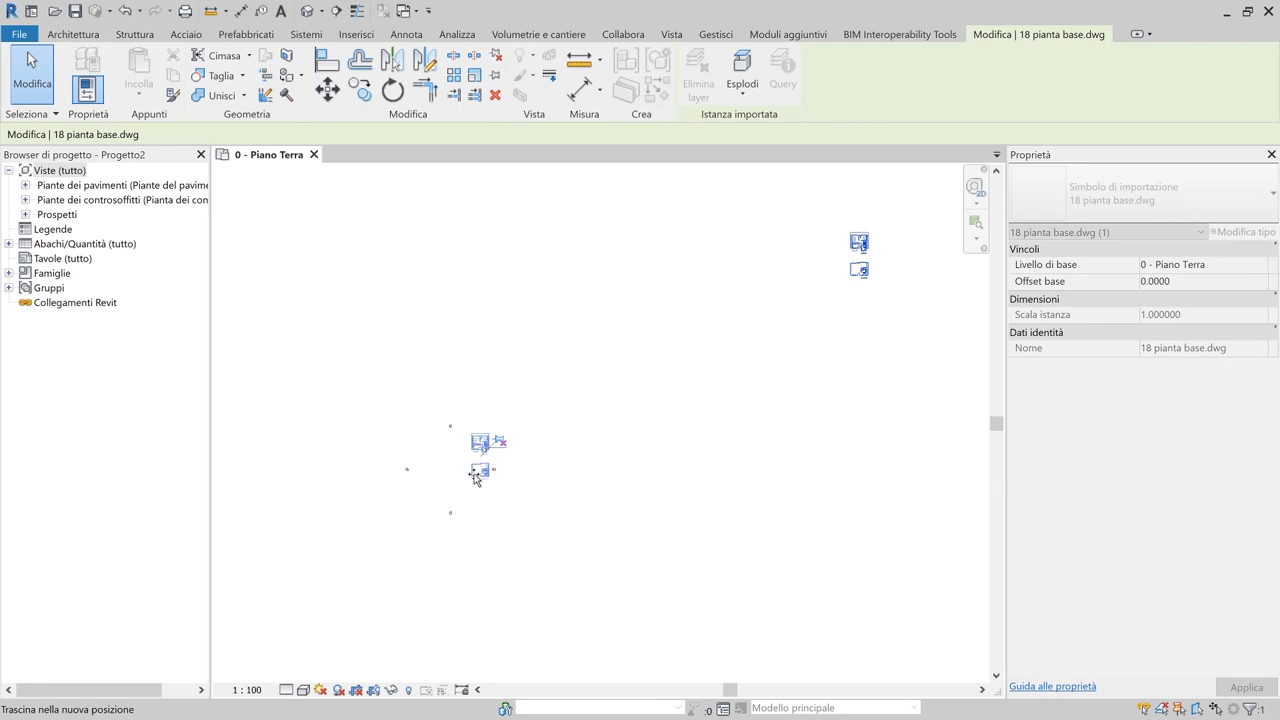 File
Architettura
Struttura
Acciaio
Prefabbricati
Sistemi
Inserisci
Annota
Analizza
Volumetrie e cantiere
Collabora
Vista
Gestisci
Moduli aggiuntivi
BIM Interoperability Tools
Modifica | 18 pianta base.dwg
Modifica
Incolla
Cimasa
Taglia
Unisci
Elimina
layer
Esplodi
Query
Seleziona
Proprietà
Appunti
Geometria
Modifica
Vista
Misura
Crea
Istanza importata
Modifica | 18 pianta base.dwg
Browser di progetto - Progetto2
Viste (tutto)
Piante dei pavimenti (Piante del pavime
Piante dei controsoffitti (Pianta dei con
Prospetti
Legende
Abachi/Quantità (tutto)
Tavole (tutto)
Famiglie
Gruppi
Collegamenti Revit
0 - Piano Terra
2D
Proprietà
Simbolo di importazione
18 pianta base.dwg
18 pianta base.dwg (1)
Modifica tipo
Vincoli
Livello di base 0 - Piano Terra
Offset base 0.0000
Dimensioni
Scala istanza 1.000000
Dati identità
Nome 18 pianta base.dwg
Guida alle proprietà
Applica
1 : 100
Trascina nella nuova posizione
:0
Modello principale
:1